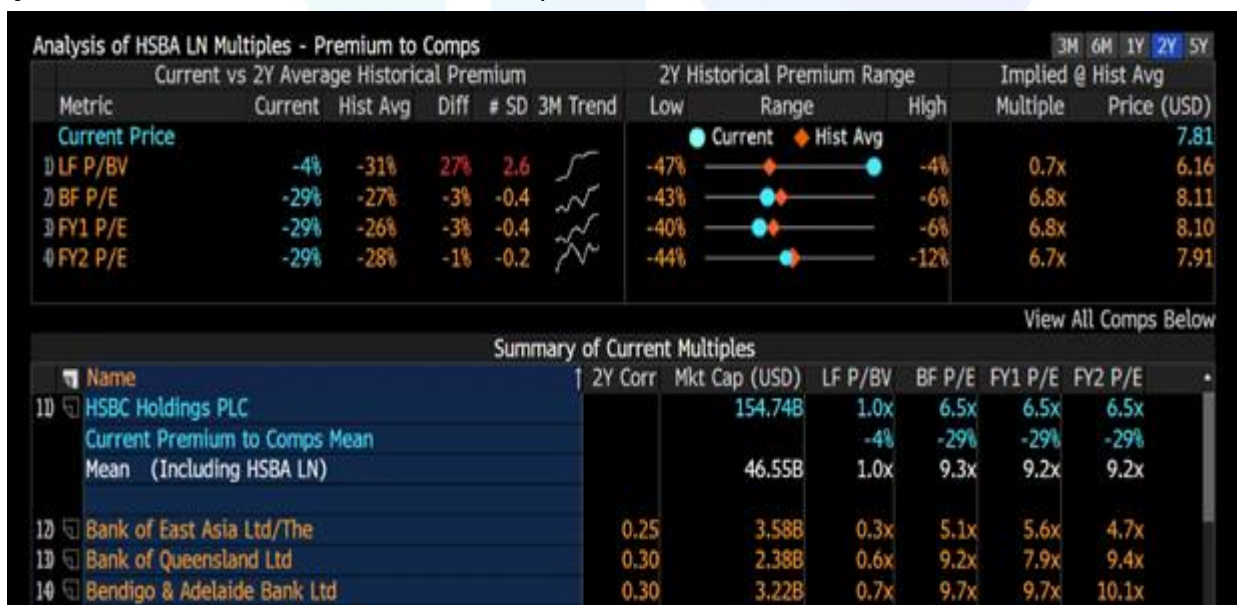 Analysis of HSBA LN Multiples - Premium to Comps 3M 6M 1Y 2Y 5Y
Current vs 2Y Average Historical Premium 2Y Historical Premium Range Implied @ Hist Avg
Metric Current Hist Avg Diff # SD 3M Trend Low Range High Multiple Price (USD)
Current Price Current Hist Avg 7.81
1) LF P/BV -4% -31% 27% 2.6 -47% -4% 0.7x 6.16
2) BF P/E -29% -27% -3% -0.4 -43% -6% 6.8x 8.11
3) FY1 P/E -29% -26% -3% -0.4 -40% -6% 6.8x 8.10
4) FY2 P/E -29% -28% -1% -0.2 -44% -12% 6.7x 7.91
View All Comps Below
Summary of Current Multiples
Name 2Y Corr Mkt Cap (USD) LF P/BV BF P/E FY1 P/E FY2 P/E
11) HSBC Holdings PLC 154.74B 1.0x 6.5x 6.5x 6.5x
Current Premium to Comps Mean -4% -29% -29% -29%
Mean (Including HSBA LN) 46.55B 1.0x 9.3x 9.2x 9.2x
12) Bank of East Asia Ltd/The 0.25 3.58B 0.3x 5.1x 5.6x 4.7x
13) Bank of Queensland Ltd 0.30 2.38B 0.6x 9.2x 7.9x 9.4x
14) Bendigo & Adelaide Bank Ltd 0.30 3.22B 0.7x 9.7x 9.7x 10.1x